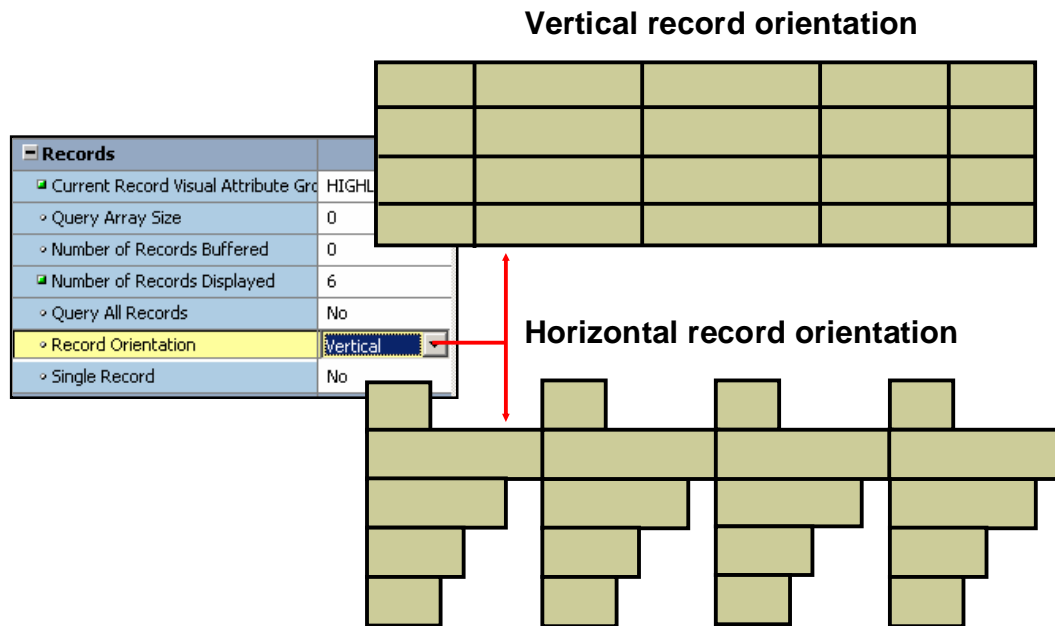 Vertical record orientation
Records
Current Record Visual Attribute Gro HIGHL
Query Array Size 0
Number of Records Buffered 0
Number of Records Displayed 6
Query All Records No
Record Orientation Vertical
Single Record No
Horizontal record orientation